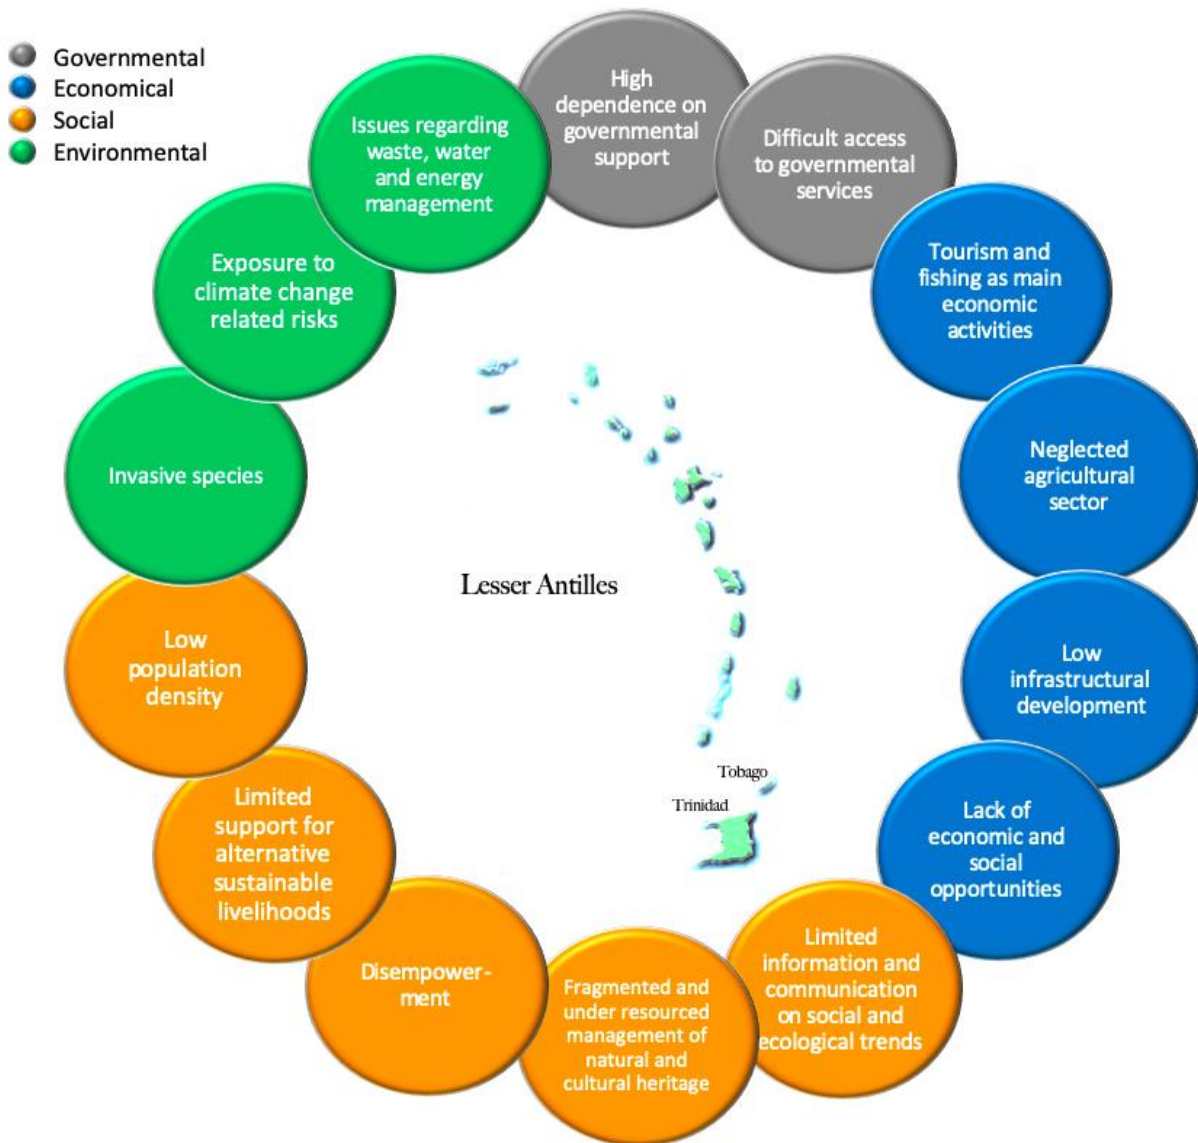 Governmental
Economical
Social
Environmental
High
dependence on
governmental
support
Difficult access
to governmental
services
Tourism and
fishing as main
economic
activities
Neglected
agricultural
sector
Low
infrastructural
development
Lack of
economic and
social
opportunities
Limited
information and
communication
on social and
ecological trends
Fragmented and
under resourced
management of
natural and
cultural heritage
Disempower-
ment
Limited
support for
alternative
sustainable
livelihoods
Low
population
density
Invasive species
Exposure to
climate change
related risks
Issues regarding
waste, water
and energy
management
Lesser Antilles
Tobago
Trinidad